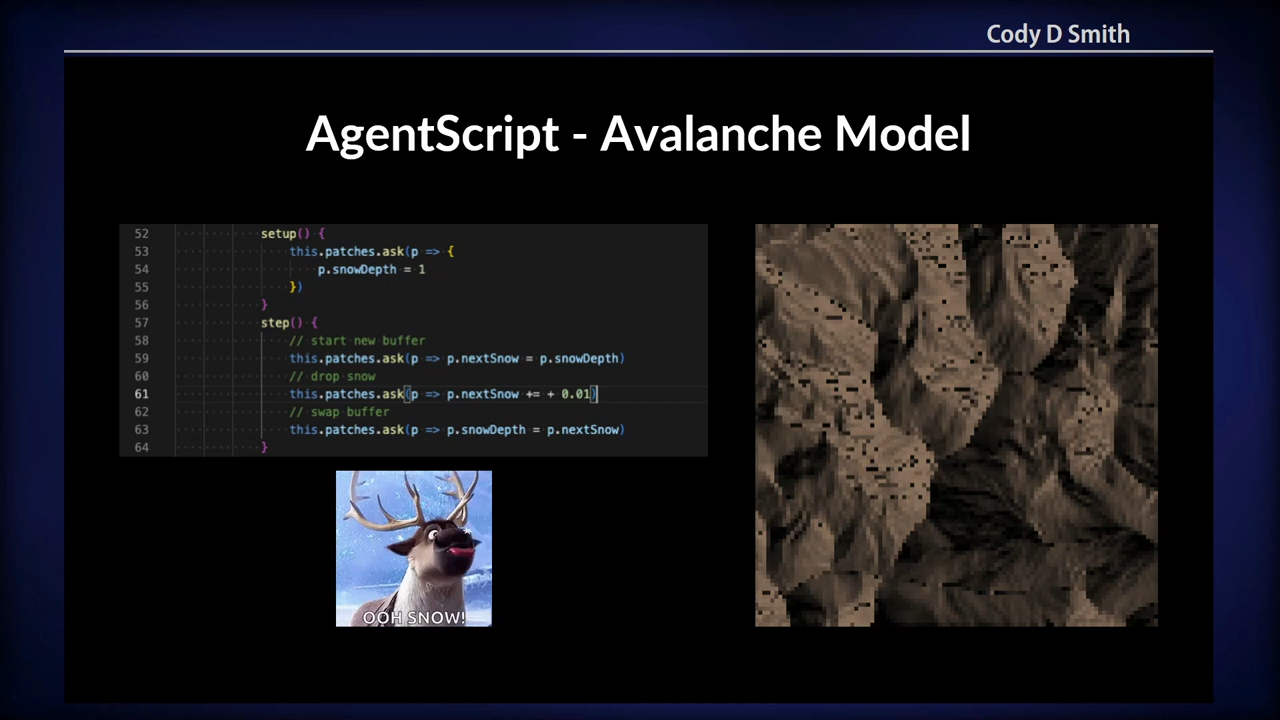 Cody D Smith
AgentScript - Avalanche Model
52 setup() {
53 this.patches.ask(p => {
54 p.snowDepth = 1
55 })
56 }
57 step() {
58 // start new buffer
59 this.patches.ask(p => p.nextSnow = p.snowDepth)
60 // drop snow
61 this.patches.ask(p => p.nextSnow += + 0.01)
62 // swap buffer
63 this.patches.ask(p => p.snowDepth = p.nextSnow)
64 }
OOH SNOW!